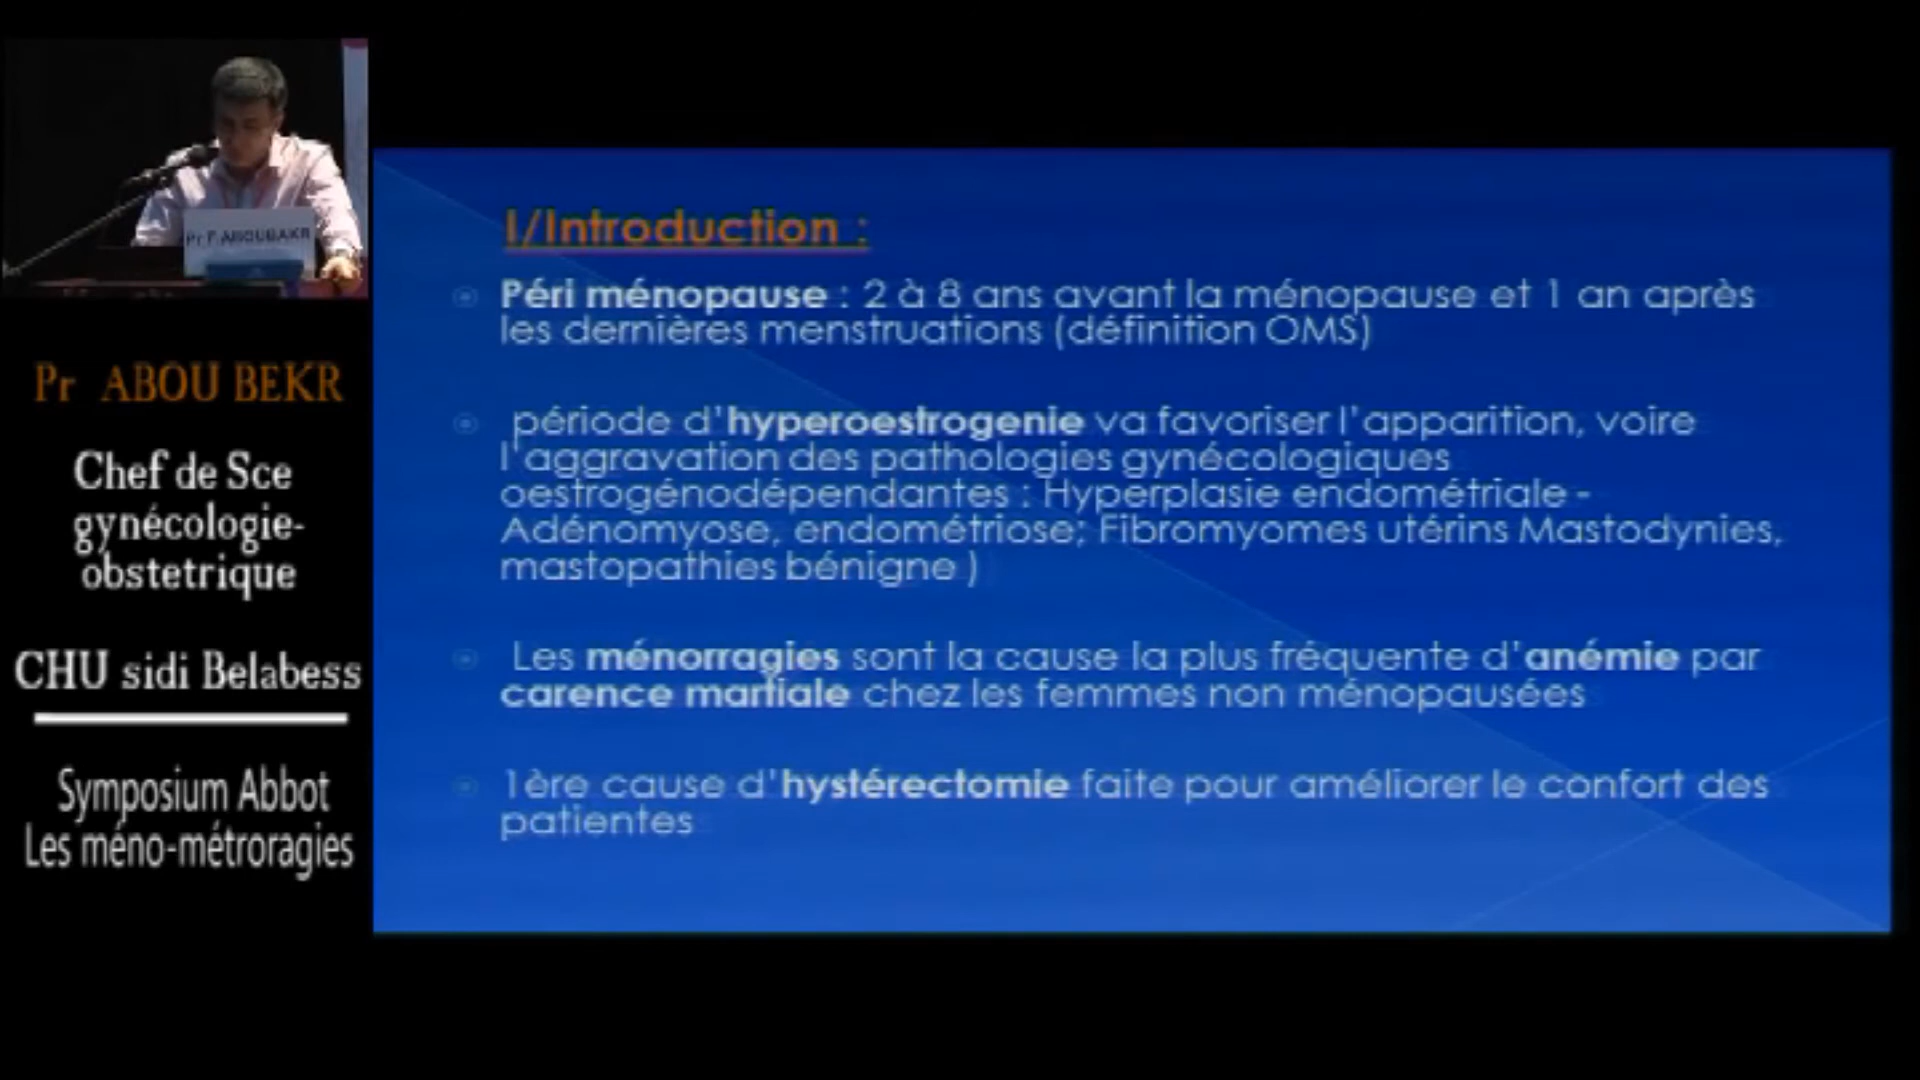 Pr F ABOUBAKR
Pr ABOU BEKR
Chef de Sce
gynécologie-
obstetrique
CHU sidi Belabess
Symposium Abbot
Les méno-métroragies
I/Introduction :
Péri ménopause : 2 à 8 ans avant la ménopause et 1 an après
les dernières menstruations (définition OMS)
période d'hyperoestrogenie va favoriser l'apparition, voire
l'aggravation des pathologies gynécologiques
oestrogénodépendantes : Hyperplasie endométriale -
Adénomyose, endométriose; Fibromyomes utérins Mastodynies,
mastopathies bénigne )
Les ménorragies sont la cause la plus fréquente d'anémie par
carence martiale chez les femmes non ménopausées
1ère cause d'hystérectomie faite pour améliorer le confort des
patientes